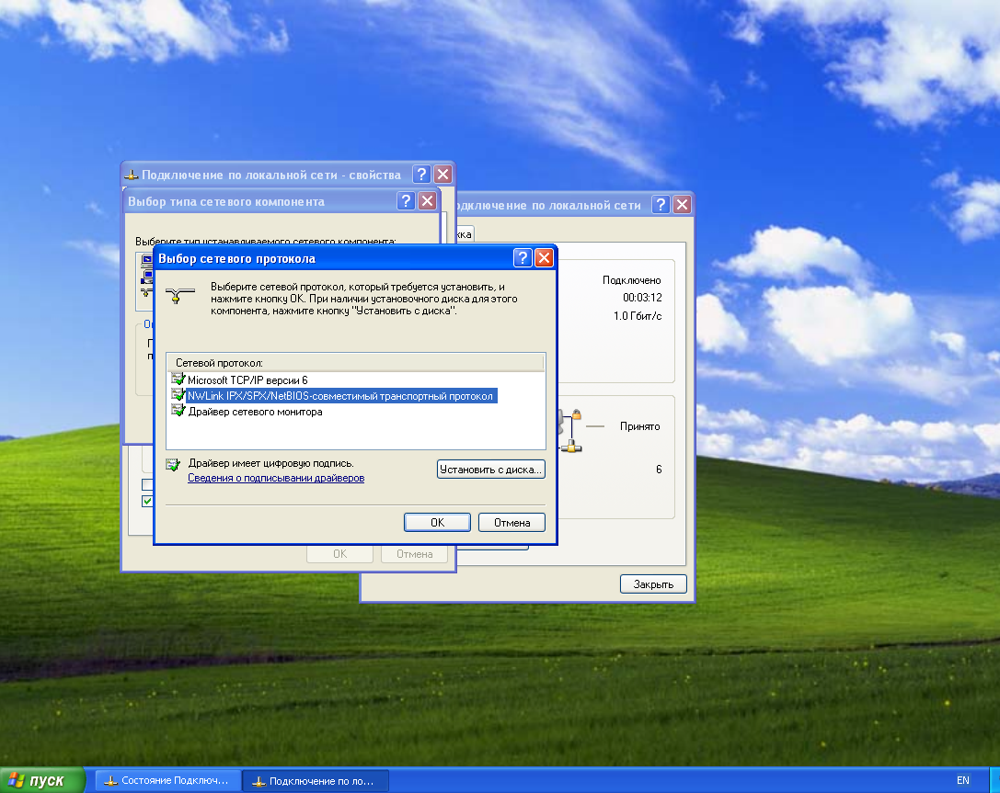 Подключение по локальной сети - свойства
Выбор типа сетевого компонента
Выберите тип устанавливаемого сетевого компонента:
одключение по локальной сети
Подключено
00:03:12
1.0 Гбит/с
Принято
6
Закрыть
Выбор сетевого протокола
Выберите сетевой протокол, который требуется установить, и
нажмите кнопку ОК. При наличии установочного диска для этого
компонента, нажмите кнопку "Установить с диска".
Сетевой протокол:
Microsoft TCP/IP версии 6
NWLink IPX/SPX/NetBIOS-совместимый транспортный протокол
Драйвер сетевого монитора
Драйвер имеет цифровую подпись.
Сведения о подписывании драйверов
Установить с диска...
ОК
Отмена
ОК
Отмена
пуск
Состояние Подключ...
Подключение по ло...
EN